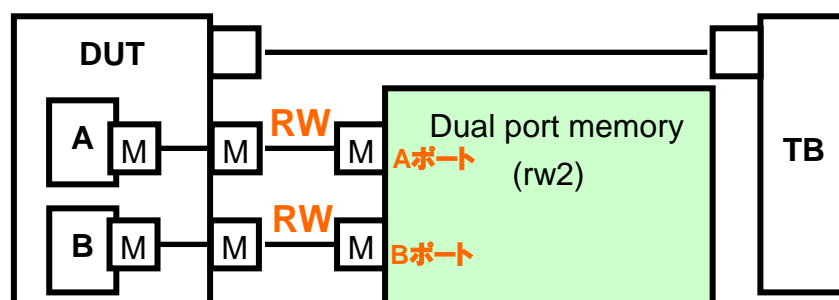 DUT
A
M
M
RW
M
Aポート
Dual port memory
(rw2)
TB
B
M
M
RW
M
Bポート